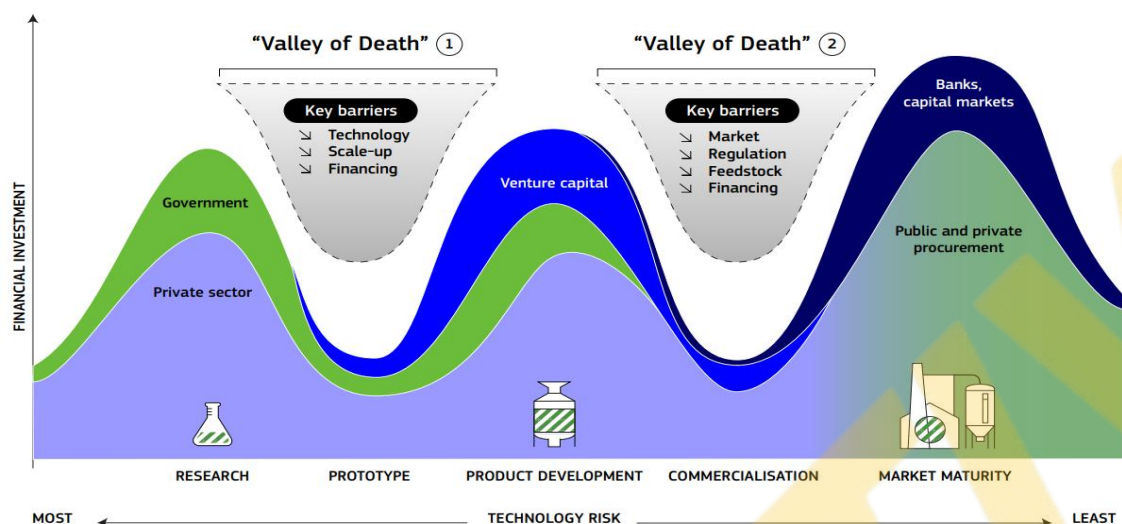 “Valley of Death” 1
“Valley of Death” 2
Key barriers
↘ Technology
↘ Scale-up
↘ Financing
Key barriers
↘ Market
↘ Regulation
↘ Feedstock
↘ Financing
Banks,
capital markets
Government
Venture capital
Public and private
procurement
Private sector
FINANCIAL INVESTMENT
RESEARCH
PROTOTYPE
PRODUCT DEVELOPMENT
COMMERCIALISATION
MARKET MATURITY
MOST
TECHNOLOGY RISK
LEAST